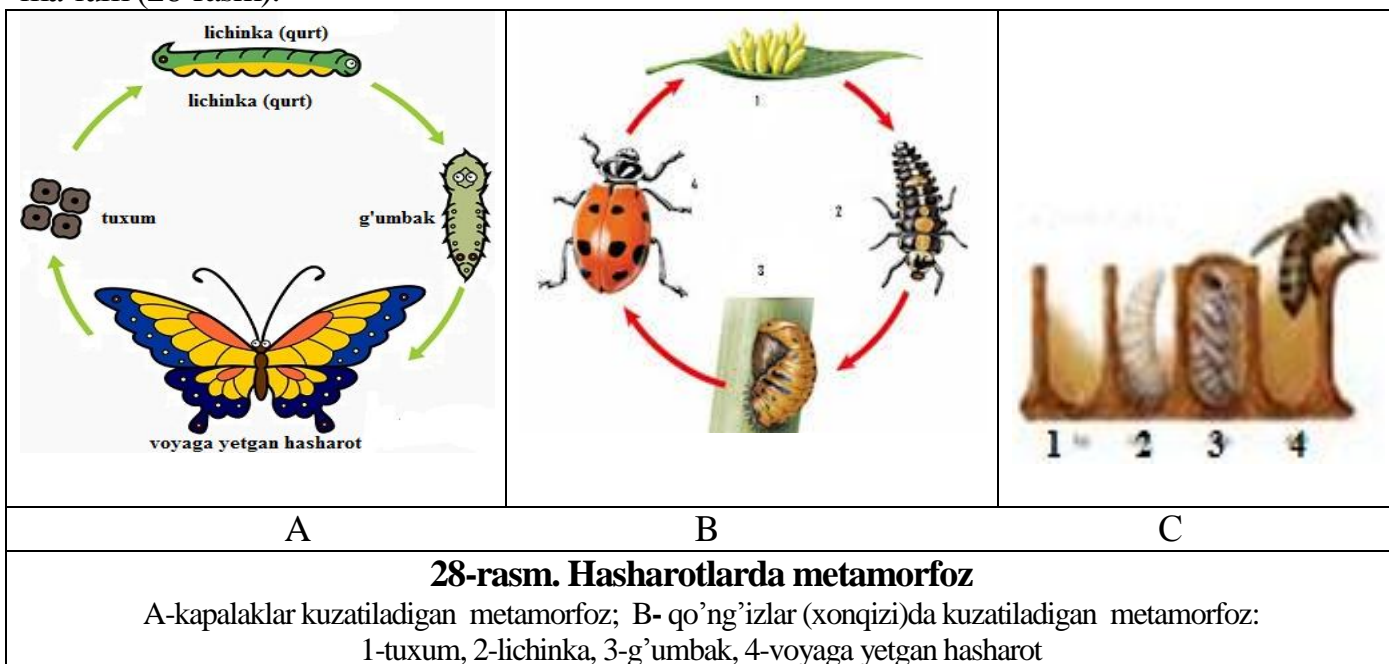 lichinka (qurt)
lichinka (qurt)
tuxum
g'umbak
voyaga yetgan hasharot
1
2
3
4
1 2 3 4
A B C
28-rasm. Hasharotlarda metamorfoz
A-kapalaklar kuzatiladigan metamorfoz; B- qo’ng’izlar (xonqizi)da kuzatiladigan metamorfoz:
1-tuxum, 2-lichinka, 3-g’umbak, 4-voyaga yetgan hasharot